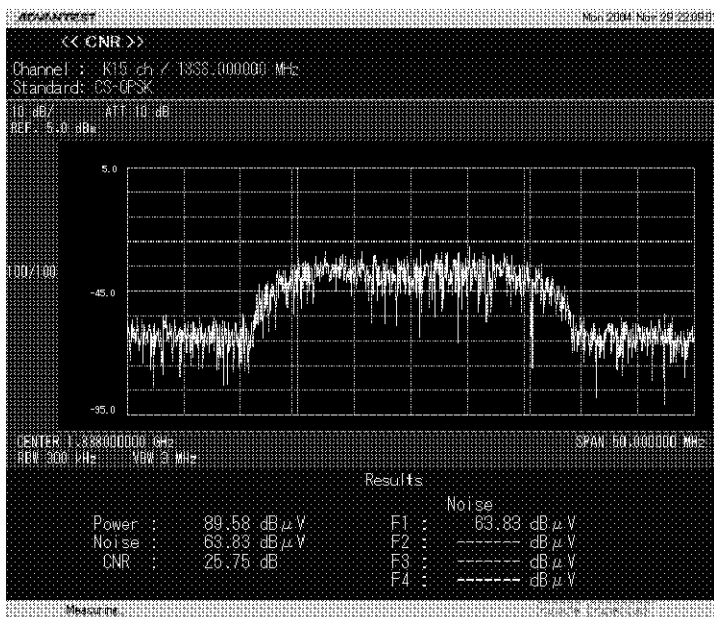 ADVANTEST Mon 2004 Nov 29 22:09:
<< CNR >>
Channel : K15 ch / 1838.000000 MHz
Standard: CS-QPSK
10 dB/ ATT 10 dB
REF. 5.0 dBm
5.0
100/100
-45.0
-95.0
CENTER 1.838000000 GHz SPAN 50.000000 MHz
RBW 300 kHz VBW 3 MHz
Results
Noise
Power : 89.58 dBμV F1 : 63.83 dBμV
Noise : 63.83 dBμV F2 : ------- dBμV
CNR : 25.75 dB F3 : ------- dBμV
F4 : ------- dBμV
Measuring..